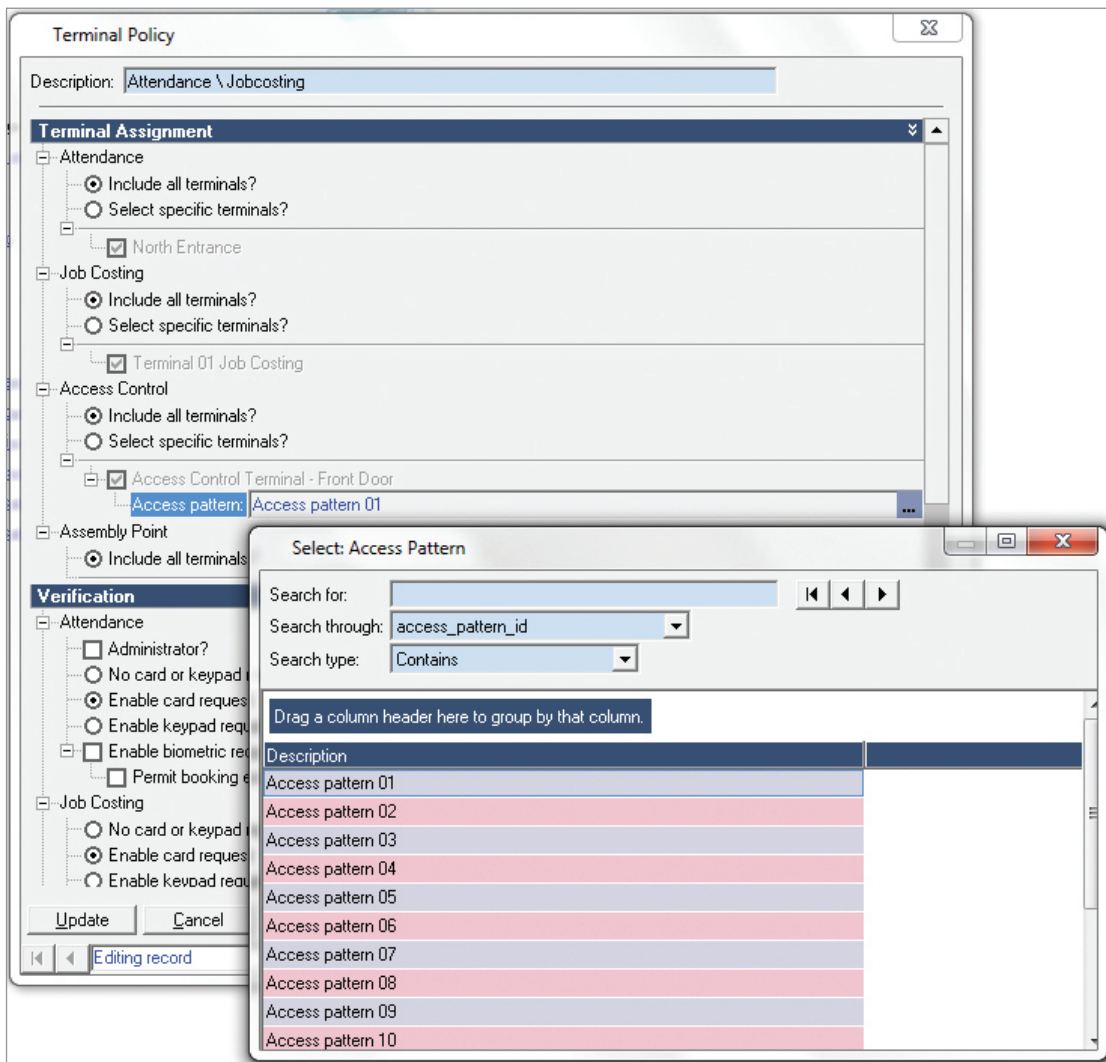 Terminal Policy
Description: Attendance \ Jobcosting
Terminal Assignment
Attendance
Include all terminals?
Select specific terminals?
North Entrance
Job Costing
Include all terminals?
Select specific terminals?
Terminal 01 Job Costing
Access Control
Include all terminals?
Select specific terminals?
Access Control Terminal - Front Door
Access pattern: Access pattern 01 ...
Assembly Point
Include all terminals
Verification
Attendance
Administrator?
No card or keypad
Enable card reques
Enable keypad requ
Enable biometric rec
Permit booking e
Job Costing
No card or keypad
Enable card reques
Enable keypad requ
Update Cancel
Editing record
Select: Access Pattern
Search for:
Search through: access_pattern_id
Search type: Contains
Drag a column header here to group by that column.
Description
Access pattern 01
Access pattern 02
Access pattern 03
Access pattern 04
Access pattern 05
Access pattern 06
Access pattern 07
Access pattern 08
Access pattern 09
Access pattern 10